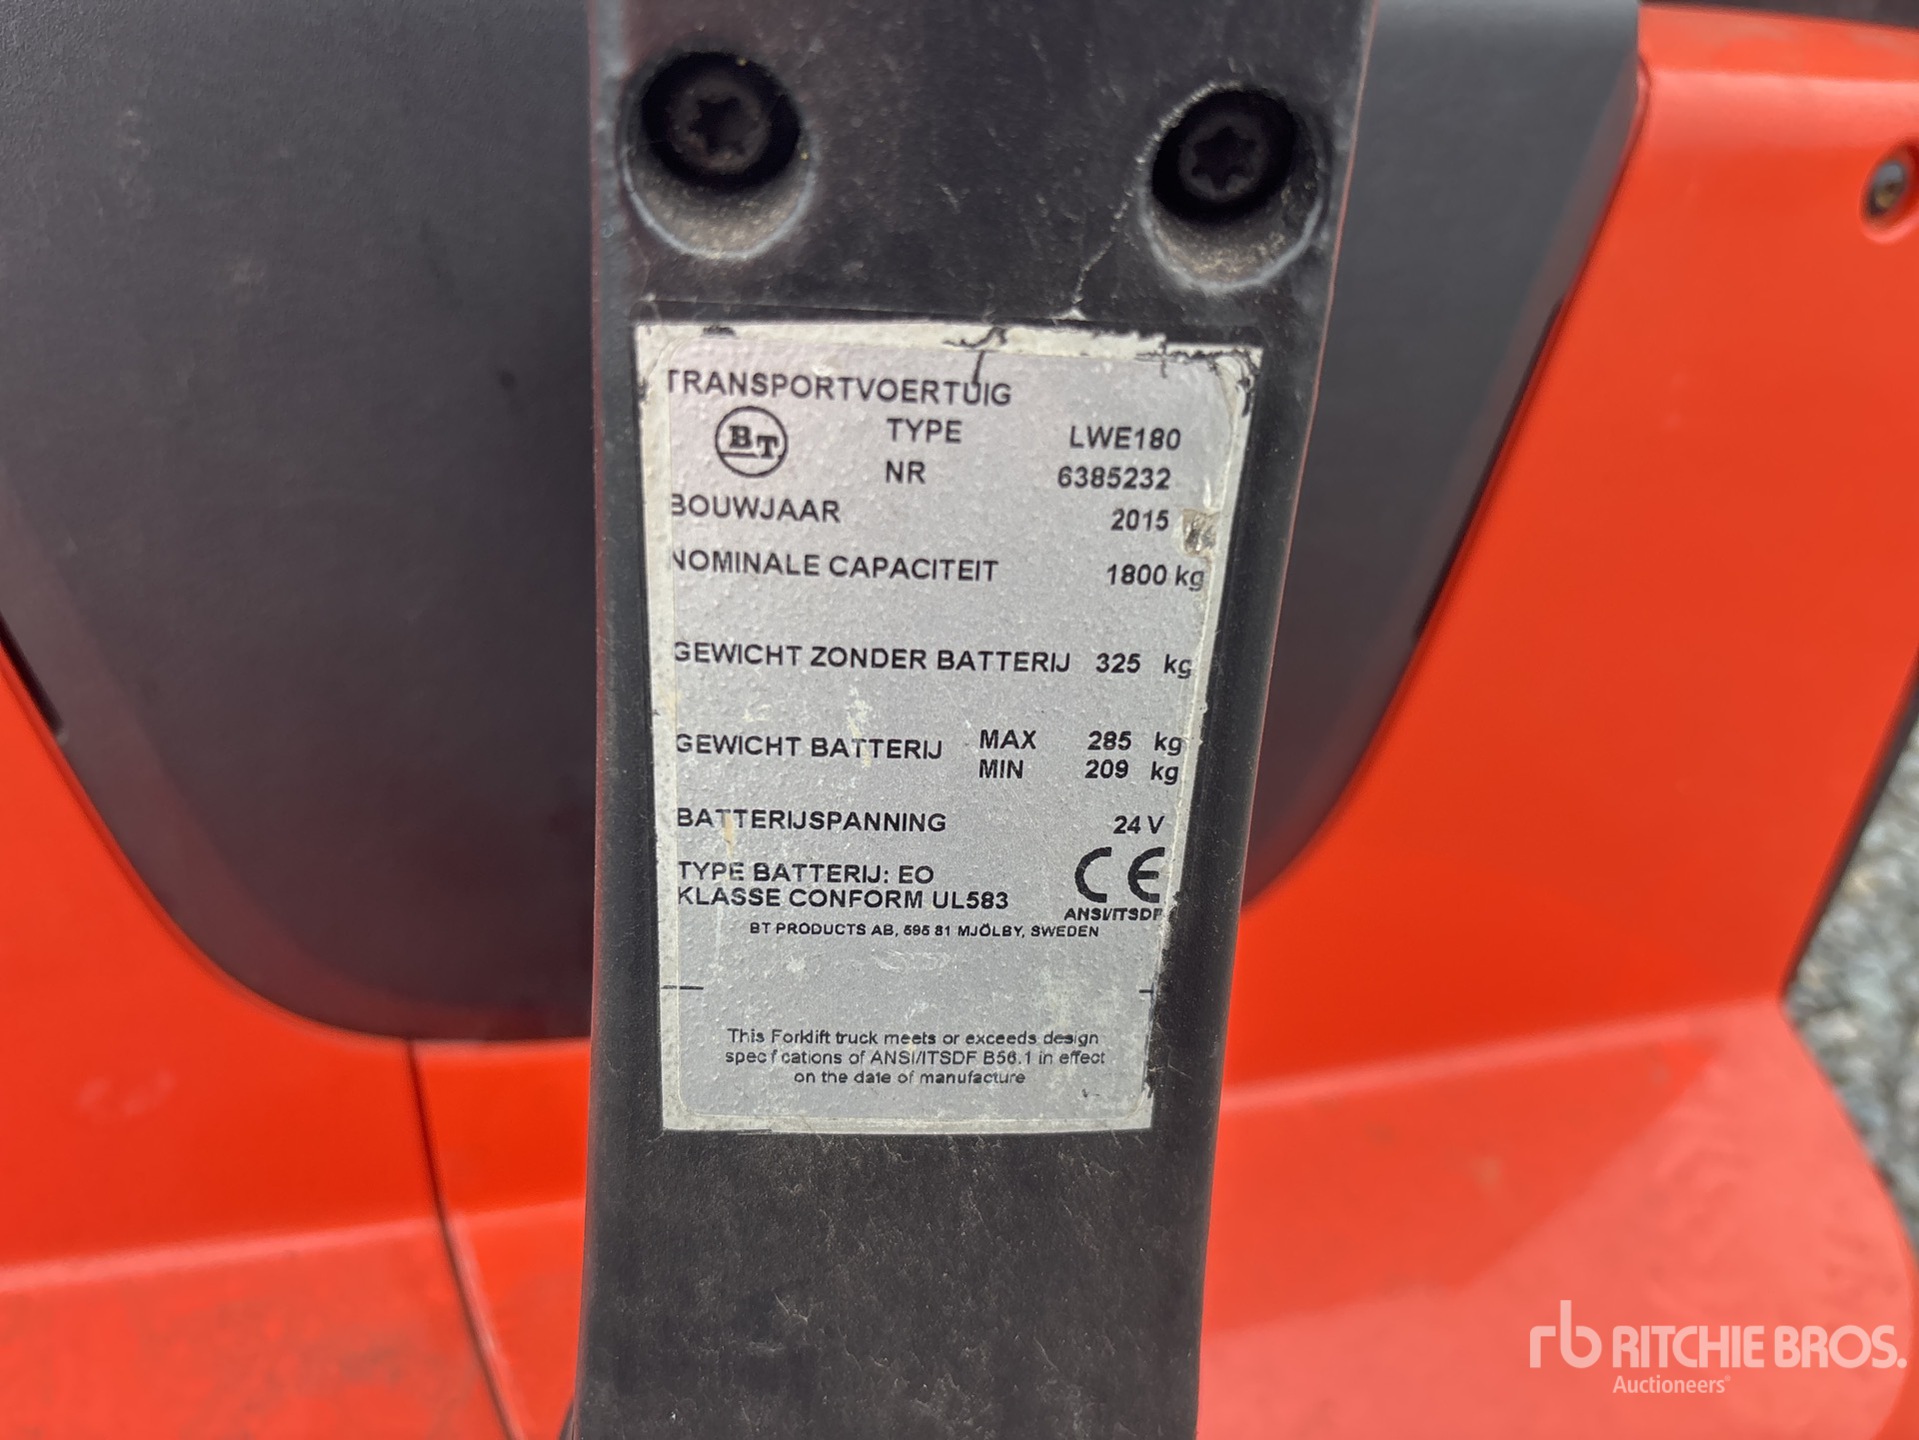 TRANSPORTVOERTUIG
BT TYPE LWE180
NR 6385232
BOUWJAAR 2015
NOMINALE CAPACITEIT 1800 kg
GEWICHT ZONDER BATTERIJ 325 kg
GEWICHT BATTERIJ MAX 285 kg
MIN 209 kg
BATTERIJSPANNING 24 V
TYPE BATTERIJ: EO
KLASSE CONFORM UL583
CE
ANSI/ITSDF
BT PRODUCTS AB, 595 81 MJÖLBY, SWEDEN
This Forklift truck meets or exceeds design
specifications of ANSI/ITSDF B56.1 in effect
on the date of manufacture
rb RITCHIE BROS.
Auctioneers®